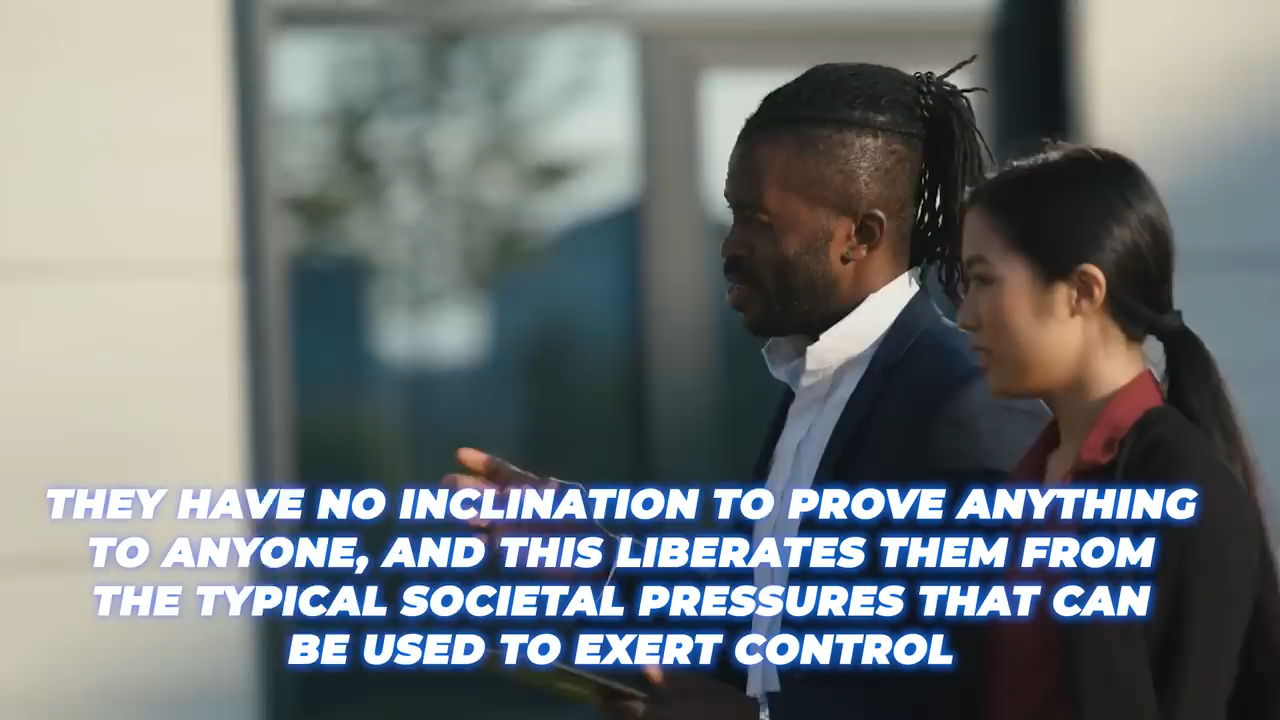 THEY HAVE NO INCLINATION TO PROVE ANYTHING
TO ANYONE, AND THIS LIBERATES THEM FROM
THE TYPICAL SOCIETAL PRESSURES THAT CAN
BE USED TO EXERT CONTROL